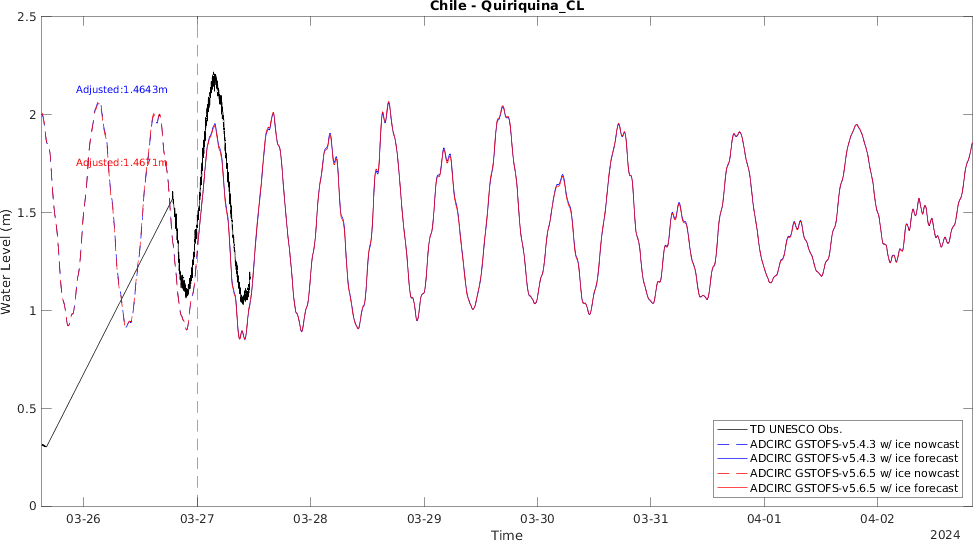 Chile - Quiriquina_CL
2.5
2
1.5
1
0.5
0
Water Level (m)
Adjusted:1.4643m
Adjusted:1.4671m
TD UNESCO Obs.
ADCIRC GSTOFS-v5.4.3 w/ ice nowcast
ADCIRC GSTOFS-v5.4.3 w/ ice forecast
ADCIRC GSTOFS-v5.6.5 w/ ice nowcast
ADCIRC GSTOFS-v5.6.5 w/ ice forecast
03-26 03-27 03-28 03-29 03-30 03-31 04-01 04-02
Time
2024